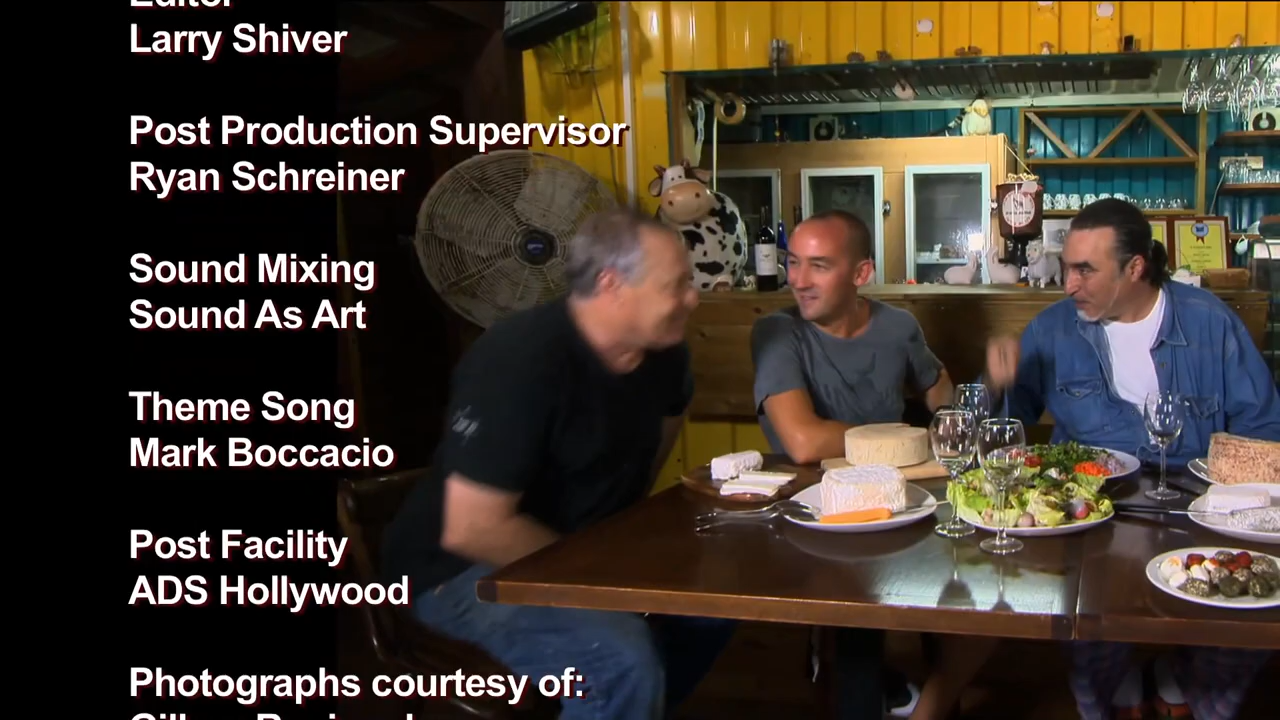 Editor
Larry Shiver
Post Production Supervisor
Ryan Schreiner
Sound Mixing
Sound As Art
Theme Song
Mark Boccacio
Post Facility
ADS Hollywood
Photographs courtesy of: